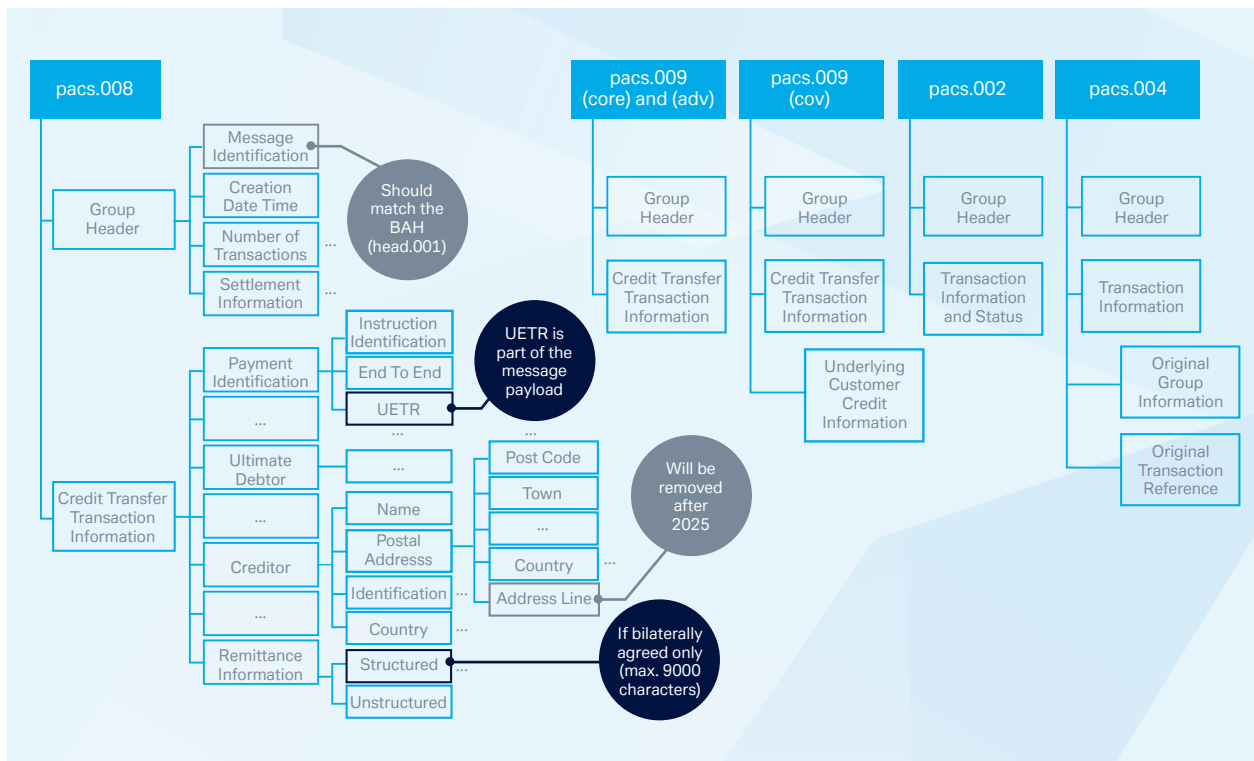 pacs.008
Group
Header
Message
Identification
Creation
Date Time
Number of
Transactions
...
Settlement
Information
...
Should
match the
BAH
(head.001)
Credit Transfer
Transaction
Information
Payment
Identification
...
Ultimate
Debtor
...
Creditor
...
Remittance
Information
Instruction
Identification
End To End
UETR
...
UETR is
part of the
message
payload
...
...
Name
Postal
Addresss
Identification
...
Country
...
Structured
...
Unstructured
Post Code
Town
...
Country
...
Address Line
Will be
removed
after
2025
If bilaterally
agreed only
(max. 9000
characters)
pacs.009
(core) and (adv)
Group
Header
Credit Transfer
Transaction
Information
pacs.009
(cov)
Group
Header
Credit Transfer
Transaction
Information
Underlying
Customer
Credit
Information
pacs.002
Group
Header
Transaction
Information
and Status
pacs.004
Group
Header
Transaction
Information
Original
Group
Information
Original
Transaction
Reference